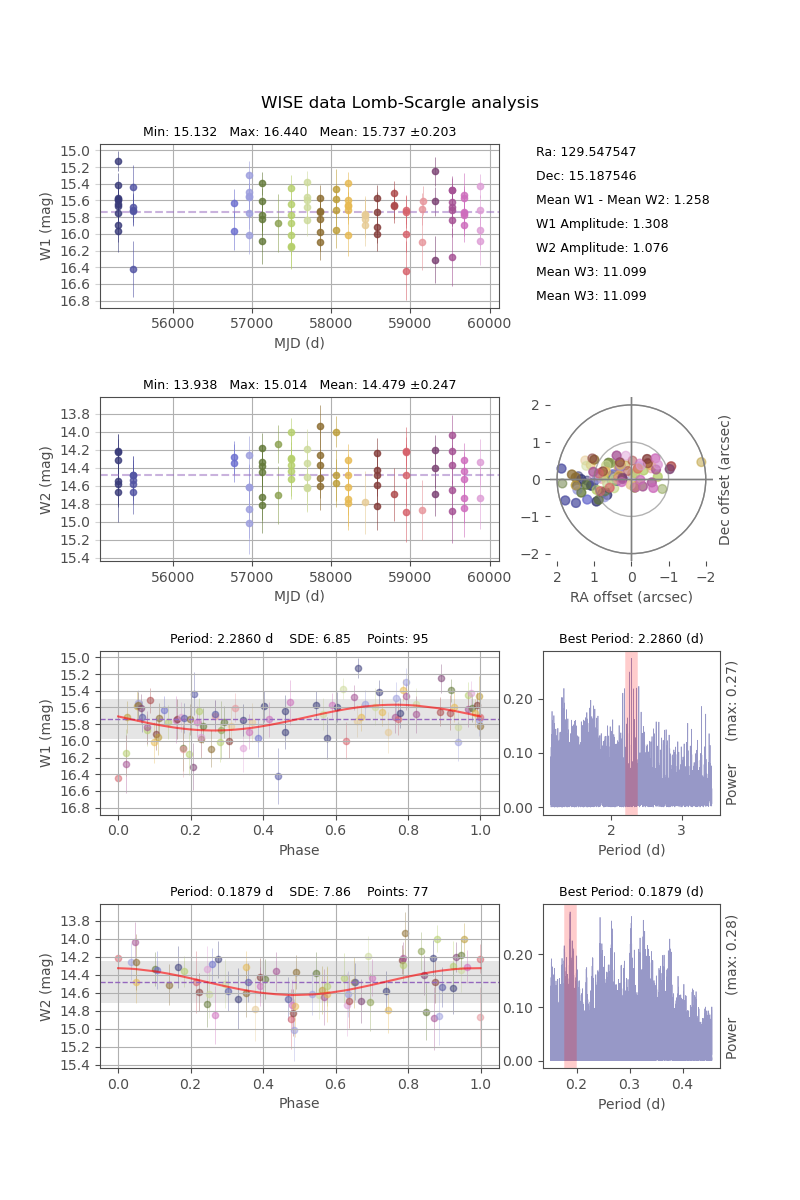 WISE data Lomb-Scargle analysis
Min: 15.132   Max: 16.440   Mean: 15.737 ±0.203
15.0
15.2
15.4
15.6
15.8
16.0
16.2
16.4
16.6
16.8
W1 (mag)
56000 57000 58000 59000 60000
MJD (d)
Ra: 129.547547
Dec: 15.187546
Mean W1 - Mean W2: 1.258
W1 Amplitude: 1.308
W2 Amplitude: 1.076
Mean W3: 11.099
Mean W3: 11.099
Min: 13.938   Max: 15.014   Mean: 14.479 ±0.247
13.8
14.0
14.2
14.4
14.6
14.8
15.0
15.2
15.4
W2 (mag)
56000 57000 58000 59000 60000
MJD (d)
2
1
0
−1
−2
2 1 0 −1 −2
RA offset (arcsec)
Dec offset (arcsec)
Period: 2.2860 d    SDE: 6.85    Points: 95
15.0
15.2
15.4
15.6
15.8
16.0
16.2
16.4
16.6
16.8
W1 (mag)
0.0 0.2 0.4 0.6 0.8 1.0
Phase
Best Period: 2.2860 (d)
0.20
0.10
0.00
2 3
Period (d)
Power     (max: 0.27)
Period: 0.1879 d    SDE: 7.86    Points: 77
13.8
14.0
14.2
14.4
14.6
14.8
15.0
15.2
15.4
W2 (mag)
0.0 0.2 0.4 0.6 0.8 1.0
Phase
Best Period: 0.1879 (d)
0.20
0.10
0.00
0.2 0.3 0.4
Period (d)
Power     (max: 0.28)